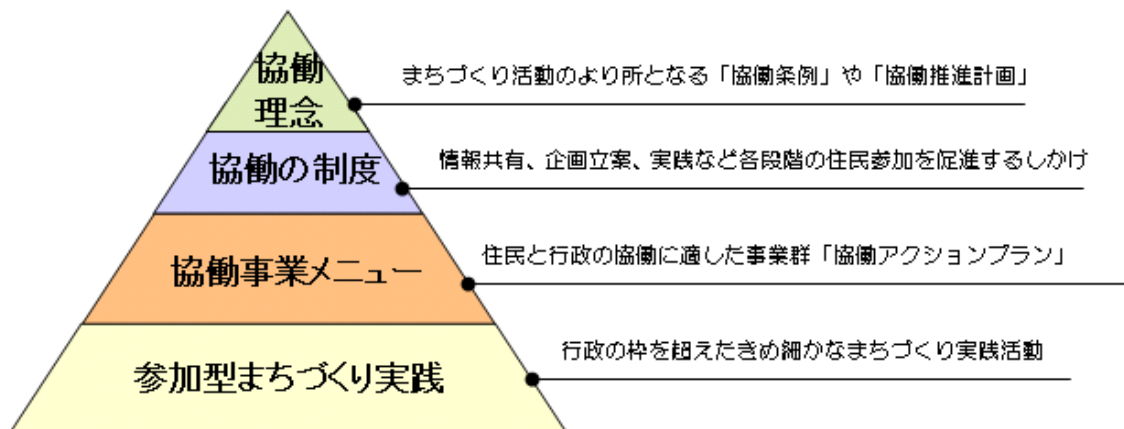 協働
理念
まちづくり活動のより所となる「協働条例」や「協働推進計画」
協働の制度
情報共有、企画立案、実践など各段階の住民参加を促進するしかけ
協働事業メニュー
住民と行政の協働に適した事業群「協働アクションプラン」
参加型まちづくり実践
行政の枠を超えたきめ細かなまちづくり実践活動